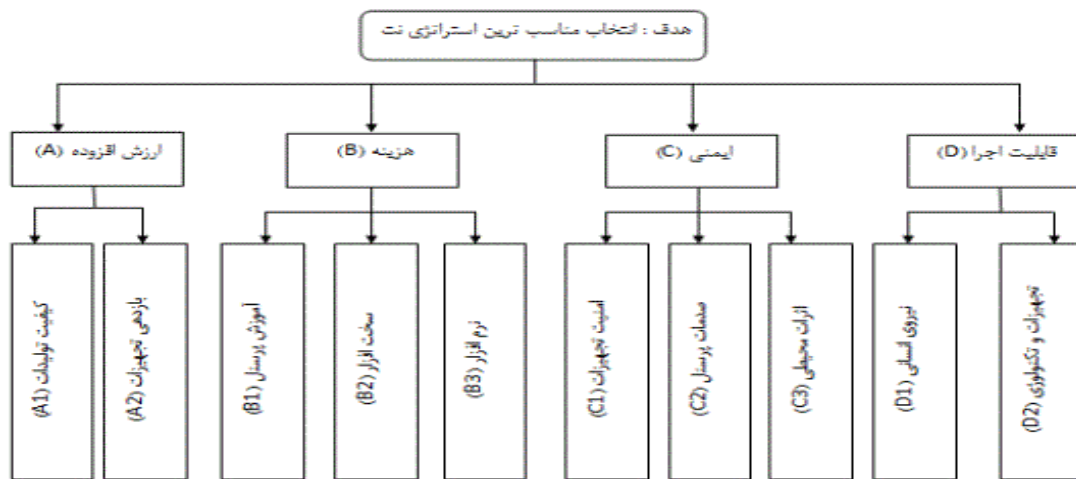 هدف : انتخاب مناسب ترین استراتژی نت
ارزش افزوده (A)
هزینه (B)
ایمنی (C)
قابلیت اجرا (D)
کیفیت تولیدات (A1)
بازدهی تجهیزات (A2)
آموزش پرسنل (B1)
سخت افزار (B2)
نرم افزار (B3)
امنیت تجهیزات (C1)
صدمات پرسنل (C2)
اثرات محیطی (C3)
نیروی انسانی (D1)
تجهیزات و تکنولوژی (D2)